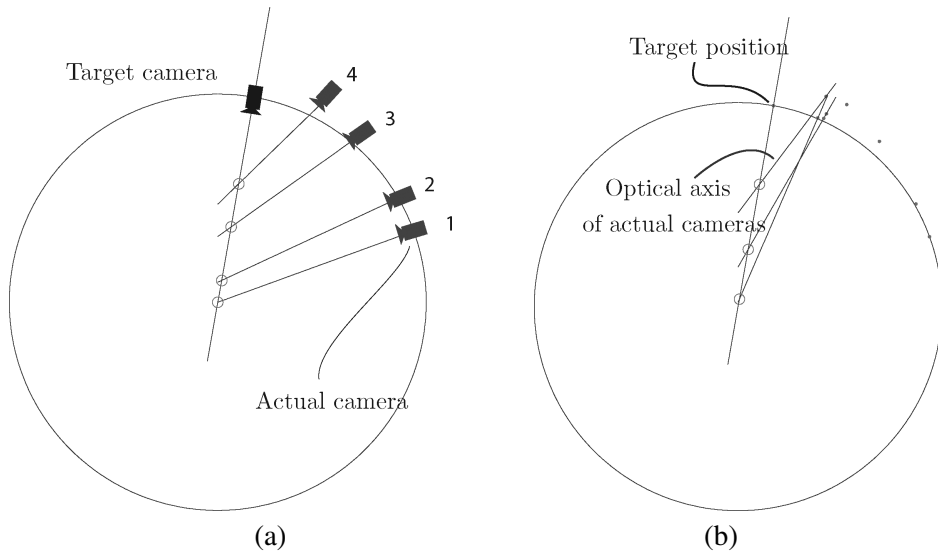 Target camera
4
3
2
1
Actual camera
(a)
Target position
Optical axis
of actual cameras
(b)